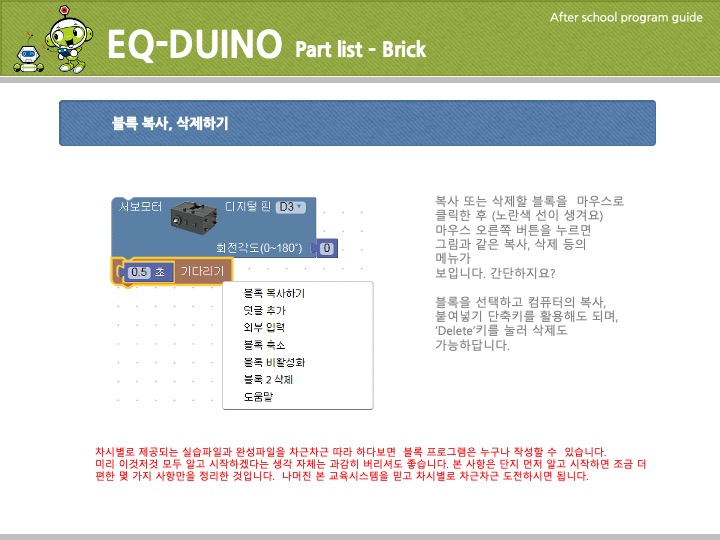 After school program guide
EQ-DUINO Part list - Brick
블록 복사, 삭제하기
서보모터 디지털 핀 D3
회전각도(0~180˚) 0
0.5 초 기다리기
블록 복사하기
덧글 추가
외부 입력
블록 축소
블록 비활성화
블록 2 삭제
도움말
복사 또는 삭제할 블록을 마우스로
클릭한 후 (노란색 선이 생겨요)
마우스 오른쪽 버튼을 누르면
그림과 같은 복사, 삭제 등의
메뉴가
보입니다. 간단하지요?
블록을 선택하고 컴퓨터의 복사,
붙여넣기 단축키를 활용해도 되며,
‘Delete’키를 눌러 삭제도
가능하답니다.
차시별로 제공되는 실습파일과 완성파일을 차근차근 따라 하다보면 블록 프로그램은 누구나 작성할 수 있습니다.
미리 이것저것 모두 알고 시작하겠다는 생각 자체는 과감히 버리셔도 좋습니다. 본 사항은 단지 먼저 알고 시작하면 조금 더
편한 몇 가지 사항만을 정리한 것입니다. 나머진 본 교육시스템을 믿고 차시별로 차근차근 도전하시면 됩니다.